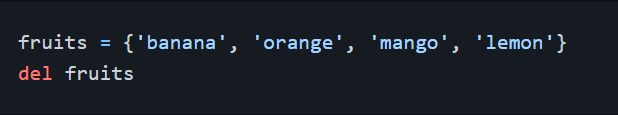 fruits = {'banana', 'orange', 'mango', 'lemon'}
del fruits